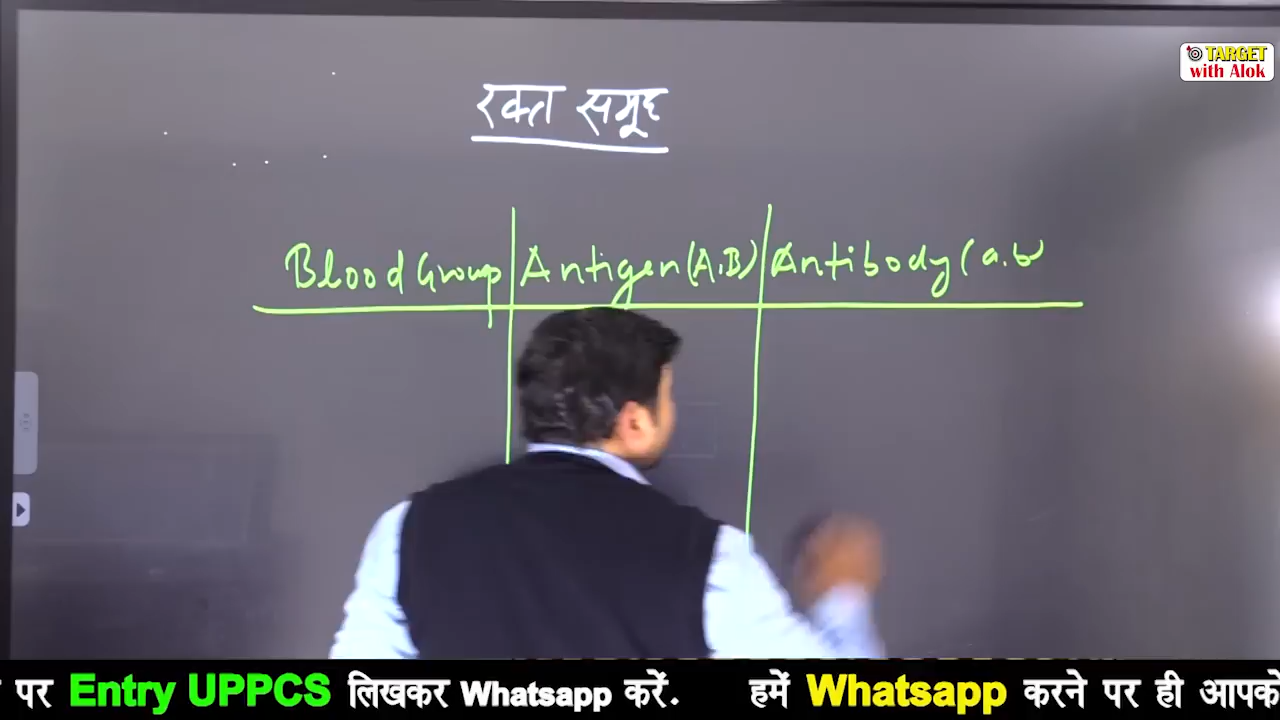 TARGET
with Alok
रक्त समूह
Blood Group Antigen (A,B) Antibody (a.b
पर Entry UPPCS लिखकर Whatsapp करें. हमें Whatsapp करने पर ही आपको